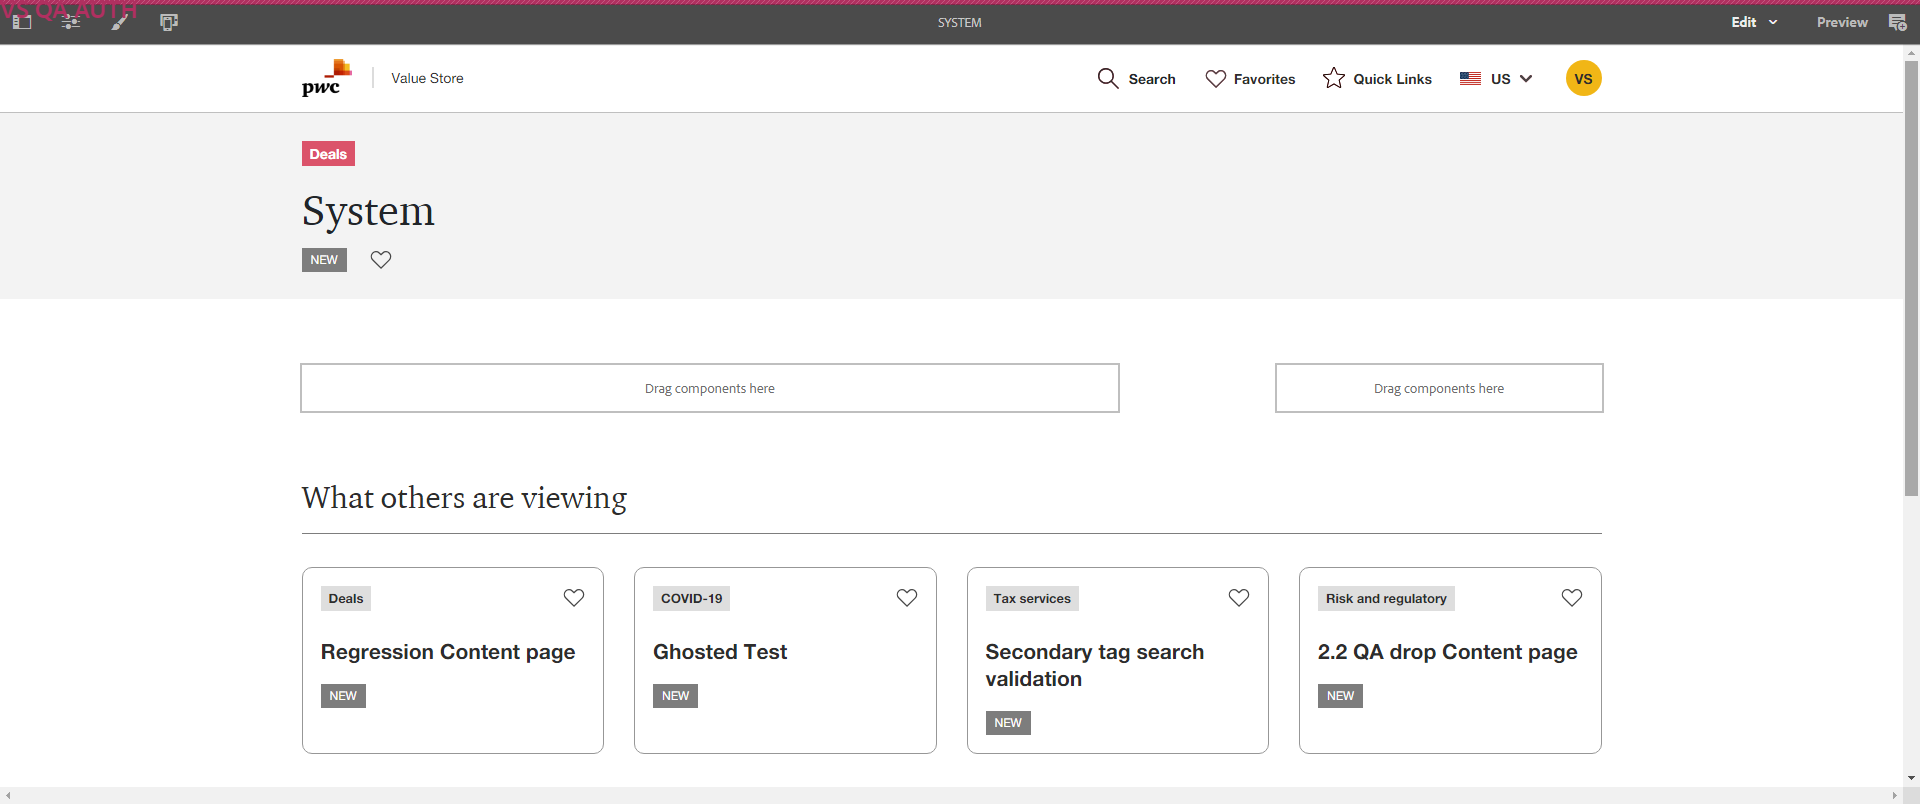 VS QA AUTH
SYSTEM
Edit
Preview
pwc
Value Store
Search
Favorites
Quick Links
US
VS
Deals
System
NEW
Drag components here
Drag components here
What others are viewing
Deals
Regression Content page
NEW
COVID-19
Ghosted Test
NEW
Tax services
Secondary tag search
validation
NEW
Risk and regulatory
2.2 QA drop Content page
NEW